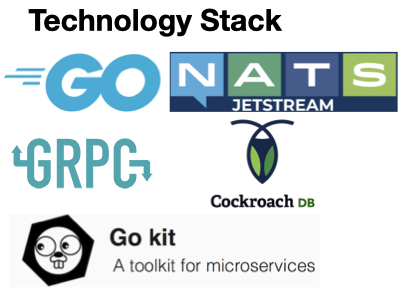 Technology Stack
GO
NATS
JETSTREAM
GRPC
Cockroach DB
Go kit
A toolkit for microservices